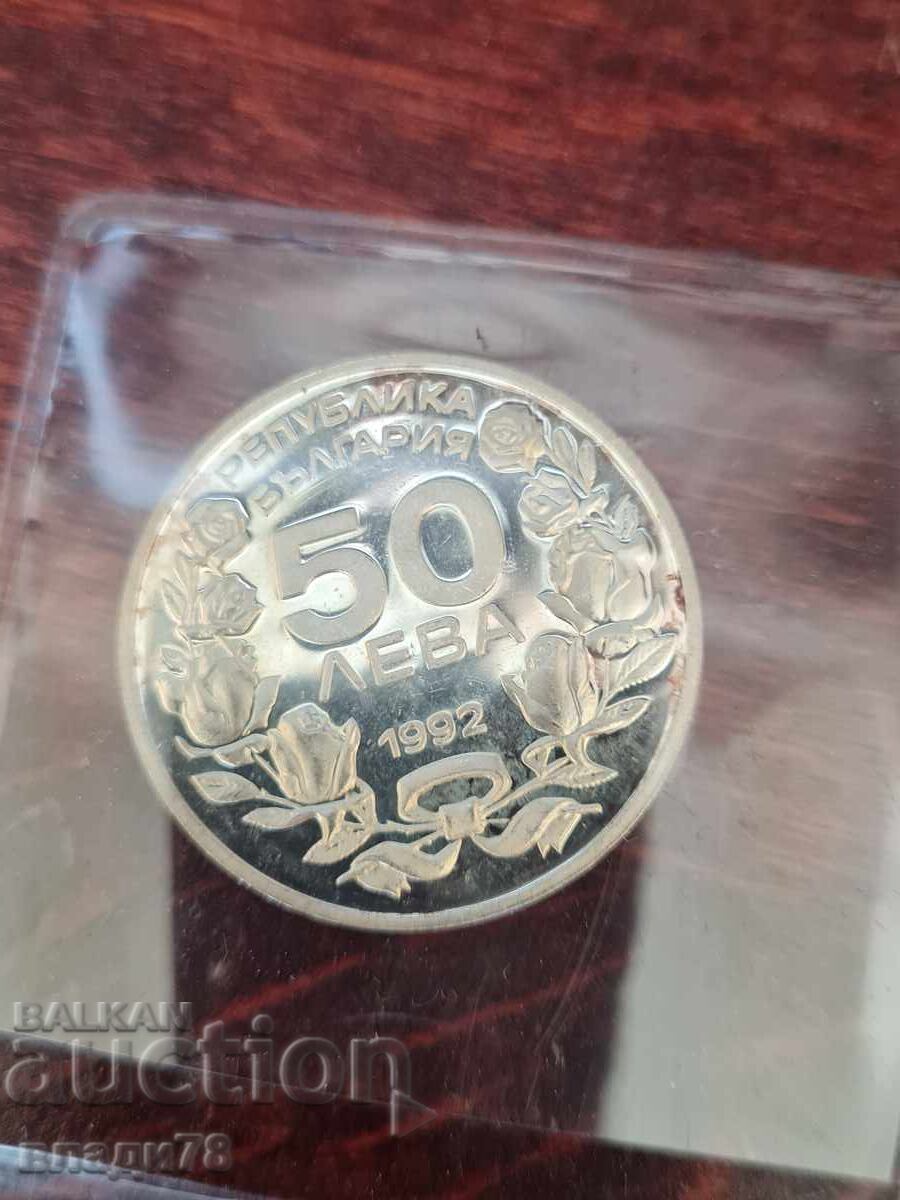 РЕПУБЛИКА
БЪЛГАРИЯ
50
ЛЕВА
1992
BALKAN
auction
влади78